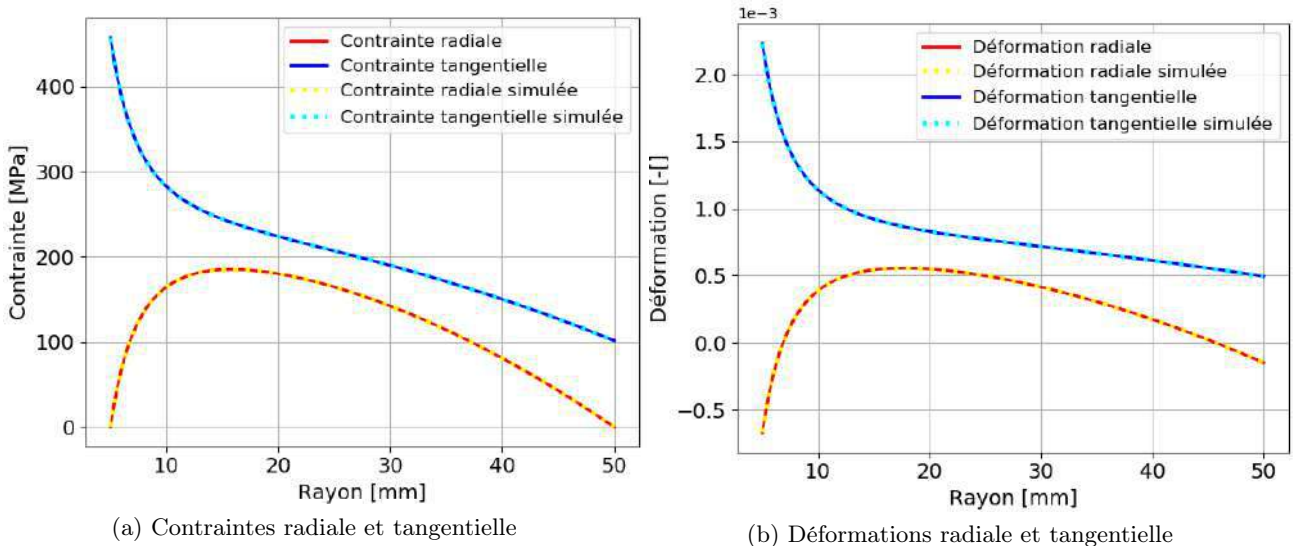 Contrainte radiale
Contrainte tangentielle
Contrainte radiale simulée
Contrainte tangentielle simulée
400
300
200
100
0
Contrainte [MPa]
10 20 30 40 50
Rayon [mm]
(a) Contraintes radiale et tangentielle
1e−3
Déformation radiale
Déformation radiale simulée
Déformation tangentielle
Déformation tangentielle simulée
2.0
1.5
1.0
0.5
0.0
−0.5
Déformation [-[]
10 20 30 40 50
Rayon [mm]
(b) Déformations radiale et tangentielle